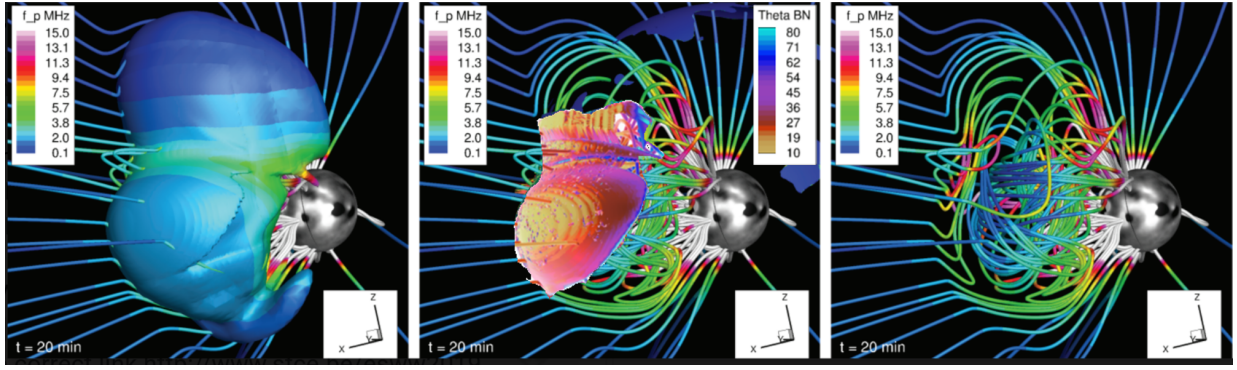 f_p MHz
15.0
13.1
11.3
9.4
7.5
5.7
3.8
2.0
0.1
z
Y
x
t = 20 min
f_p MHz
15.0
13.1
11.3
9.4
7.5
5.7
3.8
2.0
0.1
Theta BN
80
71
62
54
45
36
27
19
10
z
Y
x
t = 20 min
f_p MHz
15.0
13.1
11.3
9.4
7.5
5.7
3.8
2.0
0.1
z
Y
x
t = 20 min
correct link